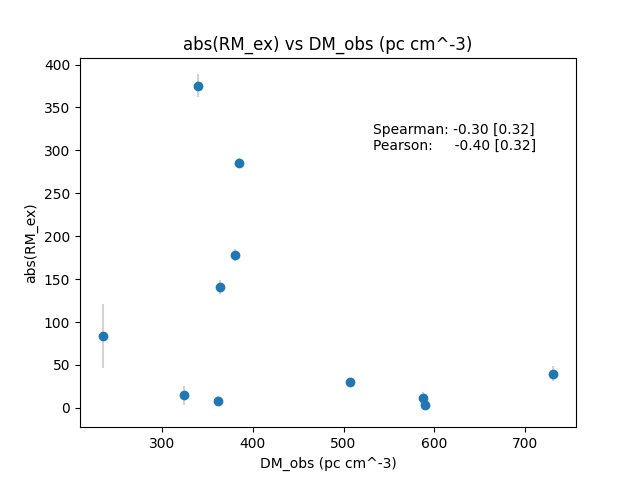 abs(RM_ex) vs DM_obs (pc cm^-3)
400
350
300
250
200
150
100
50
0
abs(RM_ex)
Spearman: -0.30 [0.32]
Pearson: -0.40 [0.32]
300 400 500 600 700
DM_obs (pc cm^-3)